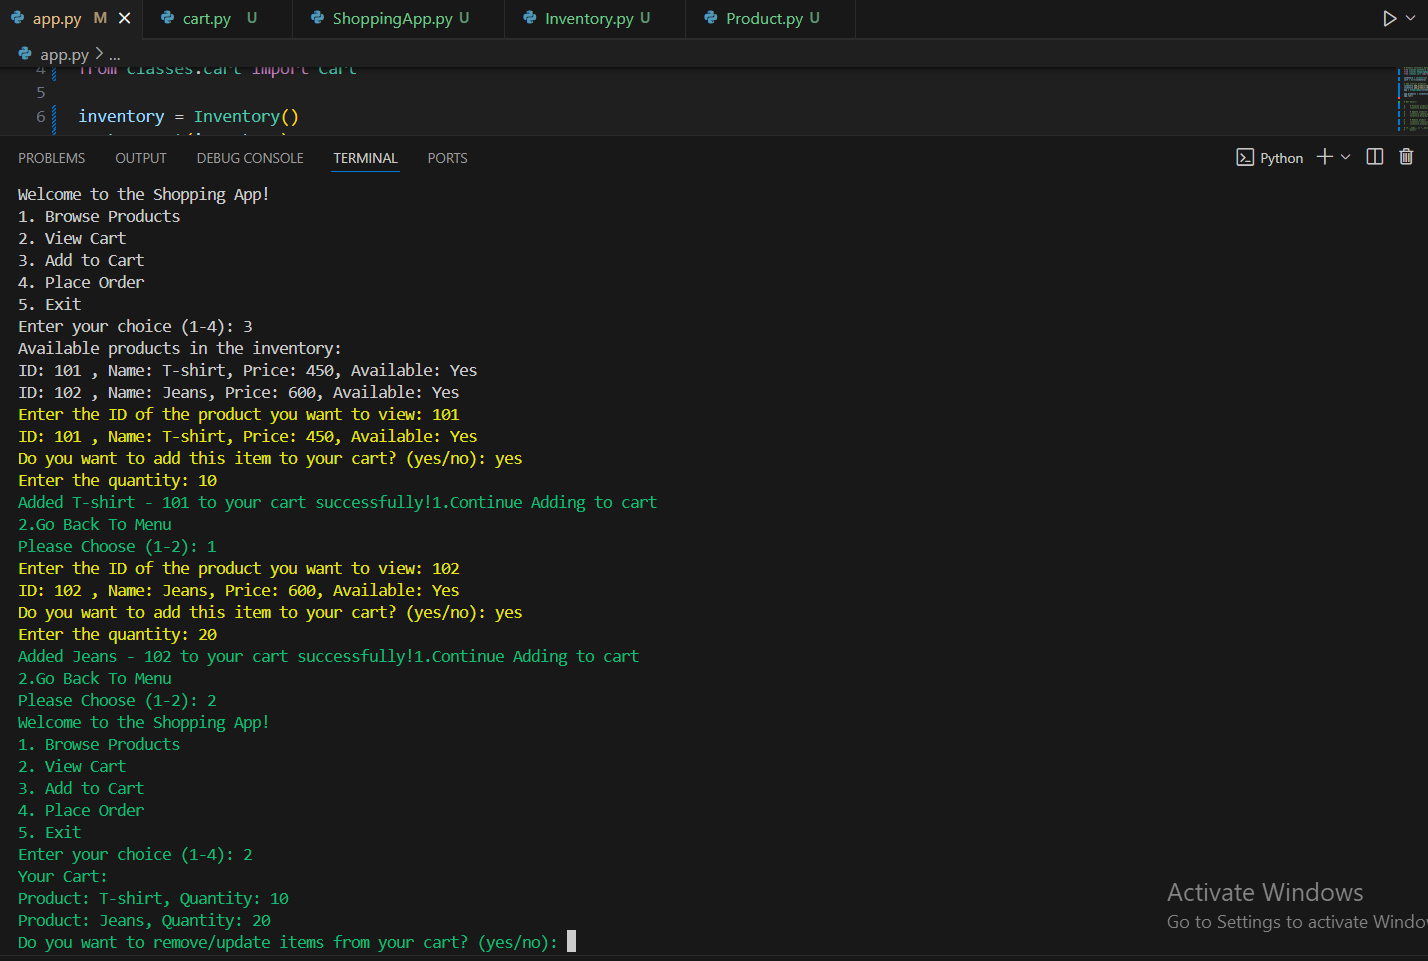 app.py M cart.py U ShoppingApp.py U Inventory.py U Product.py U
app.py > ...
4 from classes.cart import Cart
5
6 inventory = Inventory()
PROBLEMS OUTPUT DEBUG CONSOLE TERMINAL PORTS Python
Welcome to the Shopping App!
1. Browse Products
2. View Cart
3. Add to Cart
4. Place Order
5. Exit
Enter your choice (1-4): 3
Available products in the inventory:
ID: 101 , Name: T-shirt, Price: 450, Available: Yes
ID: 102 , Name: Jeans, Price: 600, Available: Yes
Enter the ID of the product you want to view: 101
ID: 101 , Name: T-shirt, Price: 450, Available: Yes
Do you want to add this item to your cart? (yes/no): yes
Enter the quantity: 10
Added T-shirt - 101 to your cart successfully!1.Continue Adding to cart
2.Go Back To Menu
Please Choose (1-2): 1
Enter the ID of the product you want to view: 102
ID: 102 , Name: Jeans, Price: 600, Available: Yes
Do you want to add this item to your cart? (yes/no): yes
Enter the quantity: 20
Added Jeans - 102 to your cart successfully!1.Continue Adding to cart
2.Go Back To Menu
Please Choose (1-2): 2
Welcome to the Shopping App!
1. Browse Products
2. View Cart
3. Add to Cart
4. Place Order
5. Exit
Enter your choice (1-4): 2
Your Cart:
Product: T-shirt, Quantity: 10
Product: Jeans, Quantity: 20
Do you want to remove/update items from your cart? (yes/no):
Activate Windows
Go to Settings to activate Windo